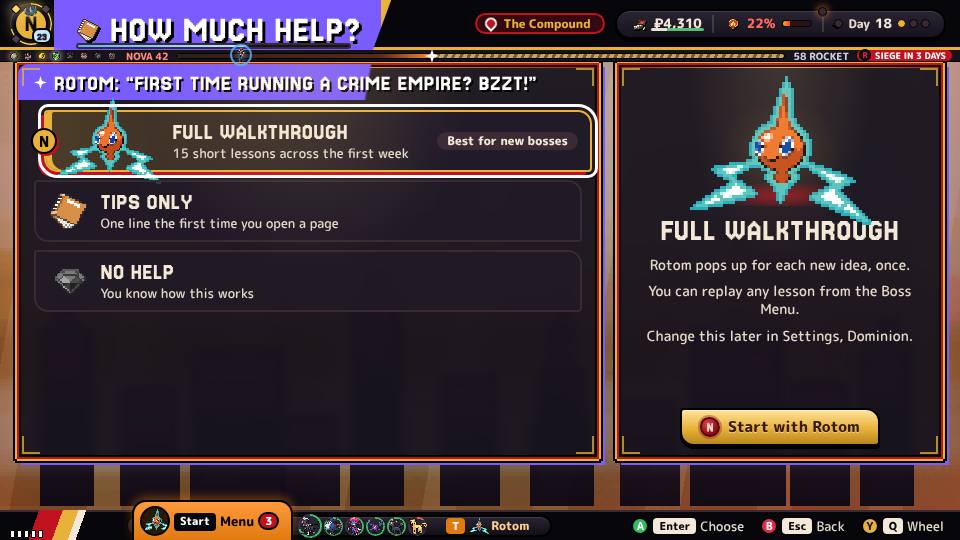 N
23
HOW MUCH HELP?
The Compound
₽4,310
22%
Day 18
NOVA 42
58 ROCKET
R
SIEGE IN 3 DAYS
ROTOM: “FIRST TIME RUNNING A CRIME EMPIRE? BZZT!”
N
FULL WALKTHROUGH
15 short lessons across the first week
Best for new bosses
TIPS ONLY
One line the first time you open a page
NO HELP
You know how this works
FULL WALKTHROUGH
Rotom pops up for each new idea, once.
You can replay any lesson from the Boss
Menu.
Change this later in Settings, Dominion.
N Start with Rotom
Start Menu 3
T Rotom
A Enter Choose
B Esc Back
Y Q Wheel